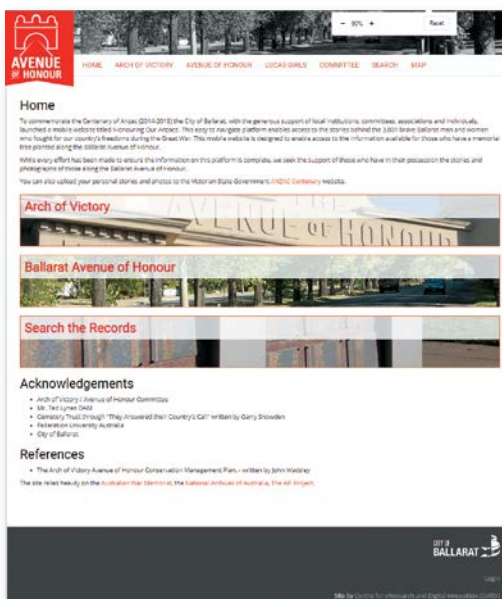 - 90% + Reset
AVENUE
OF HONOUR
HOME ARCH OF VICTORY AVENUE OF HONOUR LUCAS GIRLS COMMITTEE SEARCH MAP
Home
To commemorate the Centenary of Anzac (2014-2018) the City of Ballarat, with the generous support of local institutions, committees, associations and individuals,
launched a mobile website titled Honouring Our Anzacs. This easy to navigate platform enables access to the stories behind the 3,801 brave Ballarat men and women
who fought for our country's freedoms during the Great War. This mobile website is designed to enable access to the information available for those who have a memorial
tree planted along the Ballarat Avenue of Honour.
While every effort has been made to ensure the information on this platform is complete, we seek the support of those who have in their possession the stories and
photographs of those along the Ballarat Avenue of Honour.
You can also upload your personal stories and photos to the Victorian State Government ANZAC Centenary website.
Arch of Victory
AVENUE OF HONOUR
Ballarat Avenue of Honour
Search the Records
Acknowledgements
Arch of Victory / Avenue of Honour Committee
Mr. Ted Lynes OAM
Cemetery Trust through "They Answered their Country's Call" written by Garry Snowden
Federation University Australia
City of Ballarat
References
The Arch of Victory Avenue of Honour Conservation Management Plan. - written by John Wadsley
The site relied heavily on the Australian War Memorial, the National Archives of Australia, The AIF Project.
CITY OF
BALLARAT
Login
Site by Centre for eResearch and Digital Innovation (CeRDI)